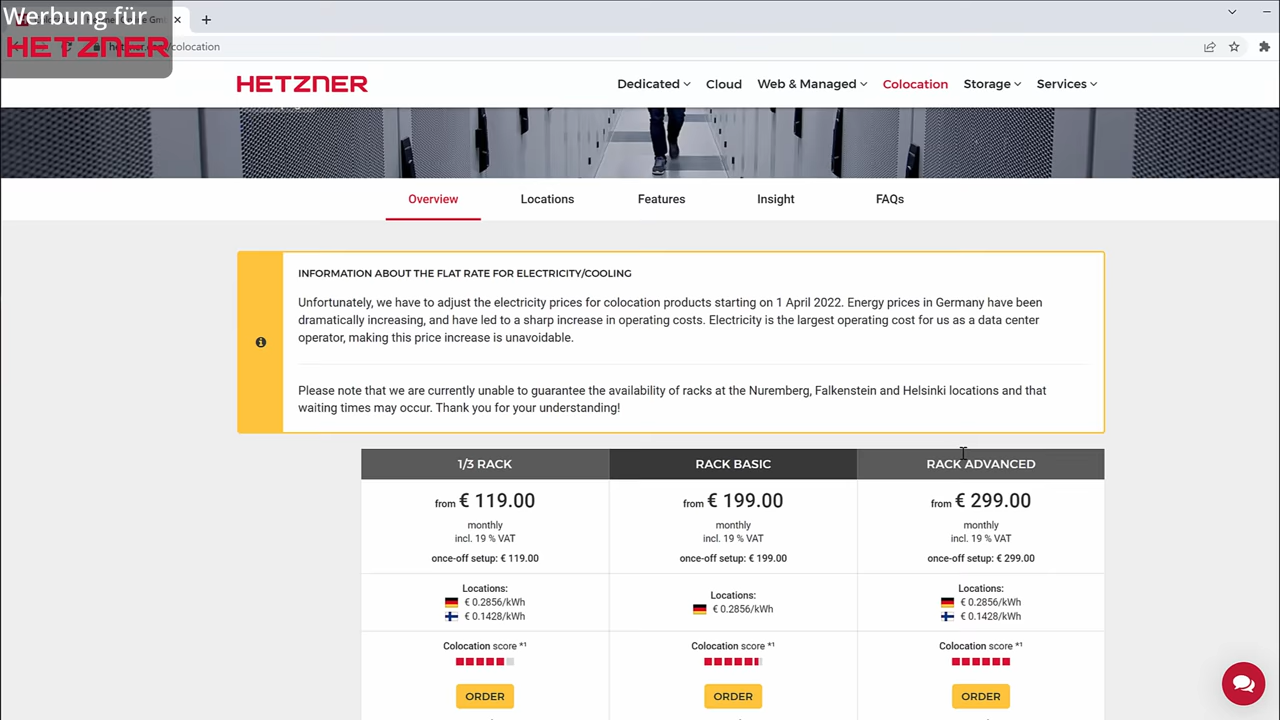 Werbung für
HETZNER
/colocation
HETZNER
Dedicated Cloud Web & Managed Colocation Storage Services
Overview Locations Features Insight FAQs
INFORMATION ABOUT THE FLAT RATE FOR ELECTRICITY/COOLING
Unfortunately, we have to adjust the electricity prices for colocation products starting on 1 April 2022. Energy prices in Germany have been
dramatically increasing, and have led to a sharp increase in operating costs. Electricity is the largest operating cost for us as a data center
operator, making this price increase is unavoidable.
Please note that we are currently unable to guarantee the availability of racks at the Nuremberg, Falkenstein and Helsinki locations and that
waiting times may occur. Thank you for your understanding!
1/3 RACK RACK BASIC RACK ADVANCED
from € 119.00 from € 199.00 from € 299.00
monthly monthly monthly
incl. 19 % VAT incl. 19 % VAT incl. 19 % VAT
once-off setup: € 119.00 once-off setup: € 199.00 once-off setup: € 299.00
Locations: Locations: Locations:
€ 0.2856/kWh € 0.2856/kWh € 0.2856/kWh
€ 0.1428/kWh € 0.1428/kWh
Colocation score *¹ Colocation score *¹ Colocation score *¹
ORDER ORDER ORDER